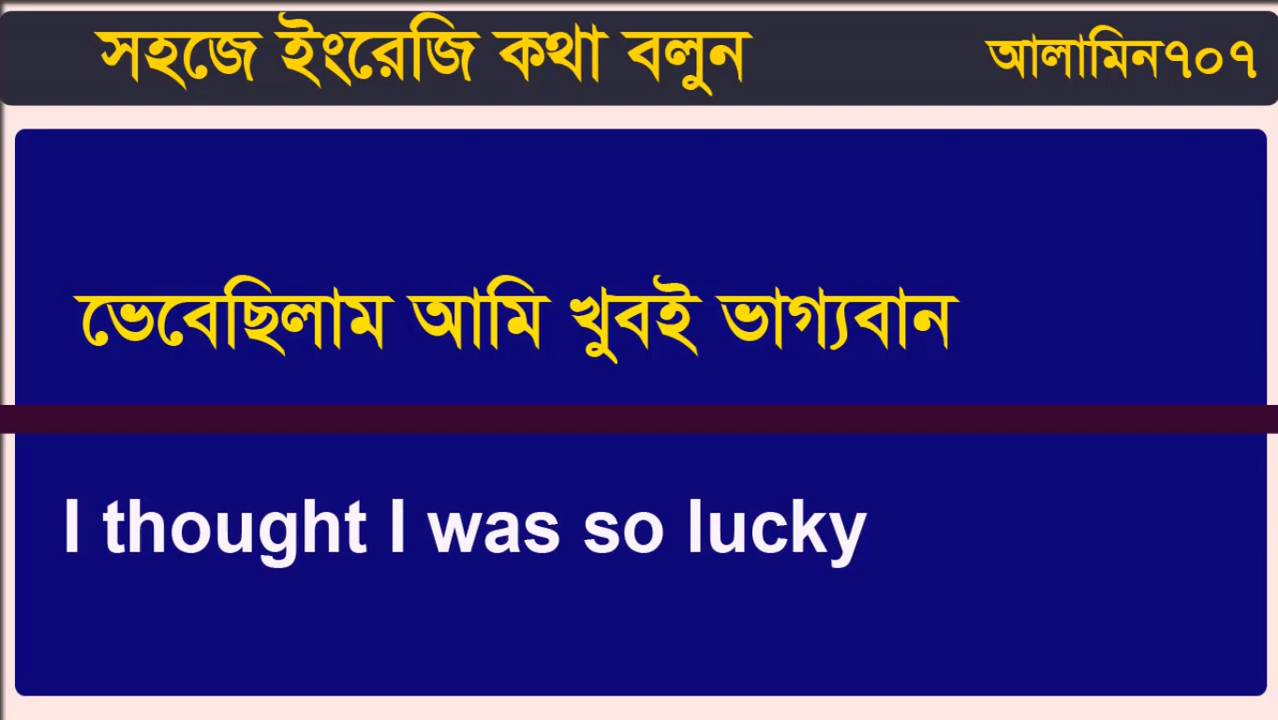 সহজে ইংরেজি কথা বলুন
আলামিন৭০৭
ভেবেছিলাম আমি খুবই ভাগ্যবান
I thought I was so lucky